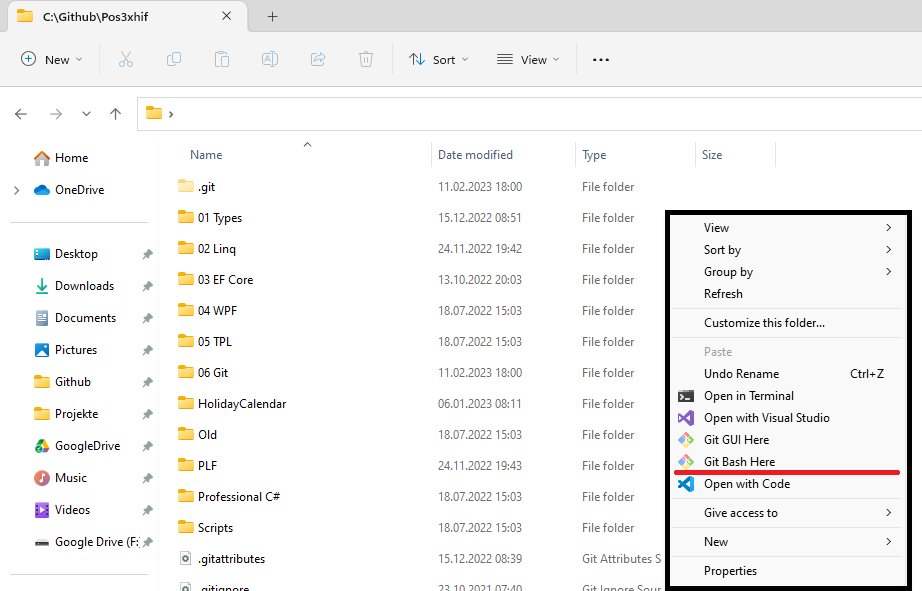 C:\Github\Pos3xhif
New
Sort
View
Home
OneDrive
Desktop
Downloads
Documents
Pictures
Github
Projekte
GoogleDrive
Music
Videos
Google Drive (F:
Name Date modified Type Size
.git 11.02.2023 18:00 File folder
01 Types 15.12.2022 08:51 File folder
02 Linq 24.11.2022 19:42 File folder
03 EF Core 13.10.2022 20:03 File folder
04 WPF 18.07.2022 15:03 File folder
05 TPL 18.07.2022 15:03 File folder
06 Git 11.02.2023 18:00 File folder
HolidayCalendar 06.01.2023 08:11 File folder
Old 18.07.2022 15:03 File folder
PLF 24.11.2022 19:43 File folder
Professional C# 18.07.2022 15:03 File folder
Scripts 18.07.2022 15:03 File folder
.gitattributes 15.12.2022 08:39 Git Attributes S
.gitignore 23.10.2021 07:40 Git Ignore Sour
View
Sort by
Group by
Refresh
Customize this folder...
Paste
Undo Rename Ctrl+Z
Open in Terminal
Open with Visual Studio
Git GUI Here
Git Bash Here
Open with Code
Give access to
New
Properties